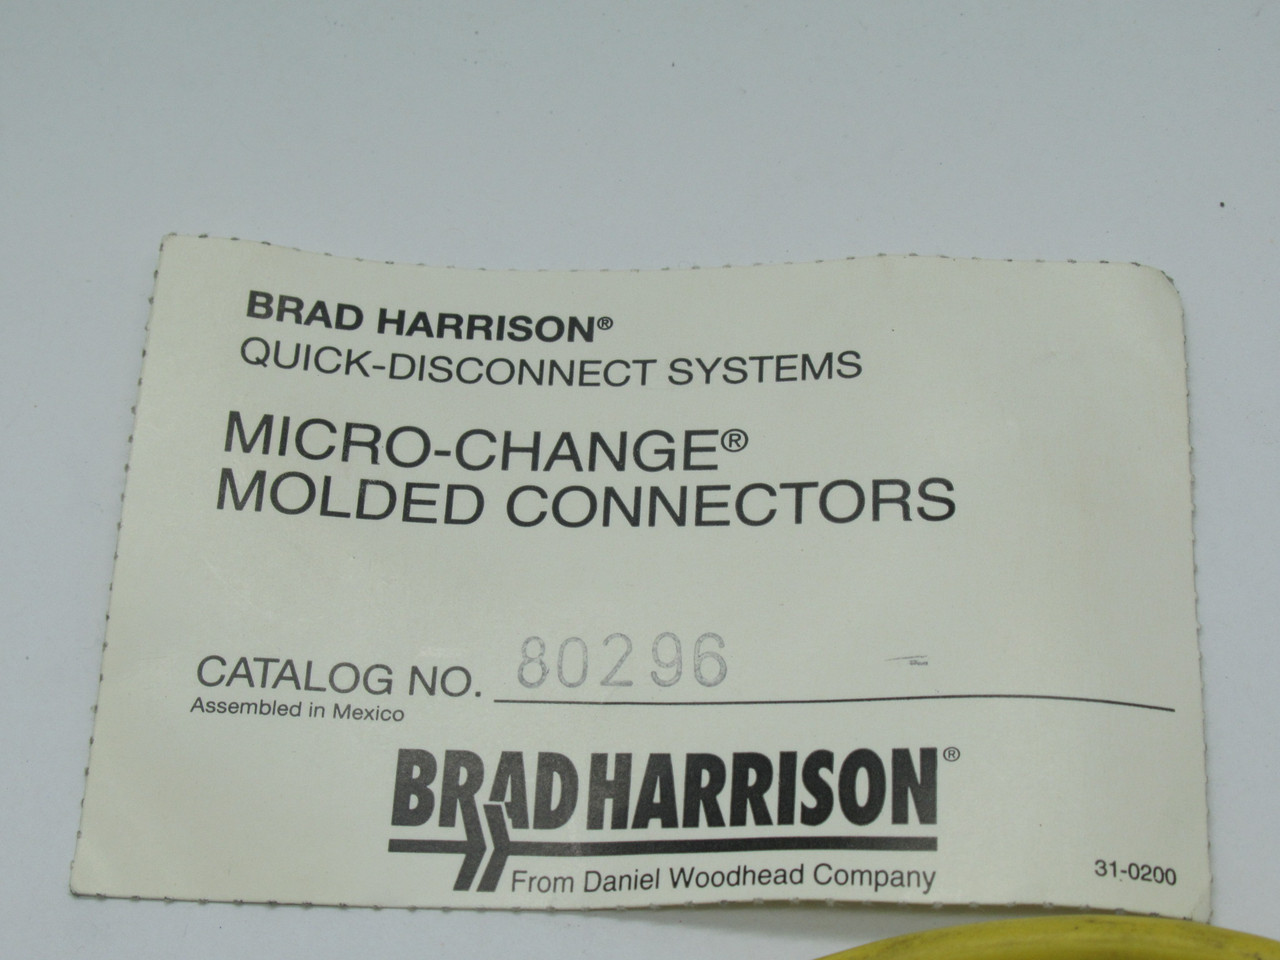 BRAD HARRISON®
QUICK-DISCONNECT SYSTEMS
MICRO-CHANGE®
MOLDED CONNECTORS
CATALOG NO. 80296
Assembled in Mexico
BRADHARRISON®
From Daniel Woodhead Company
31-0200